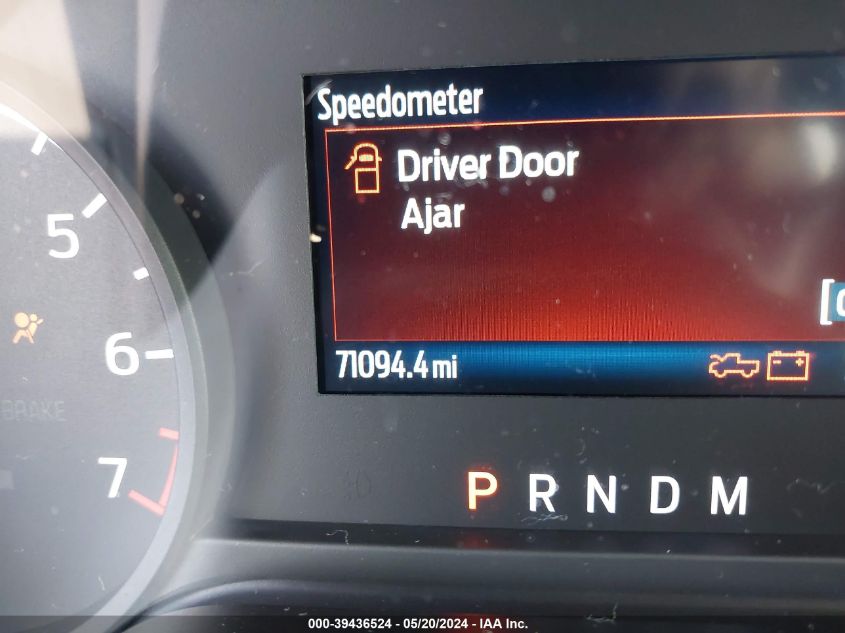 Speedometer
Driver Door
Ajar
[
71094.4 mi
5
6
BRAKE
7
P R N D M
000-39436524 - 05/20/2024 - IAA Inc.